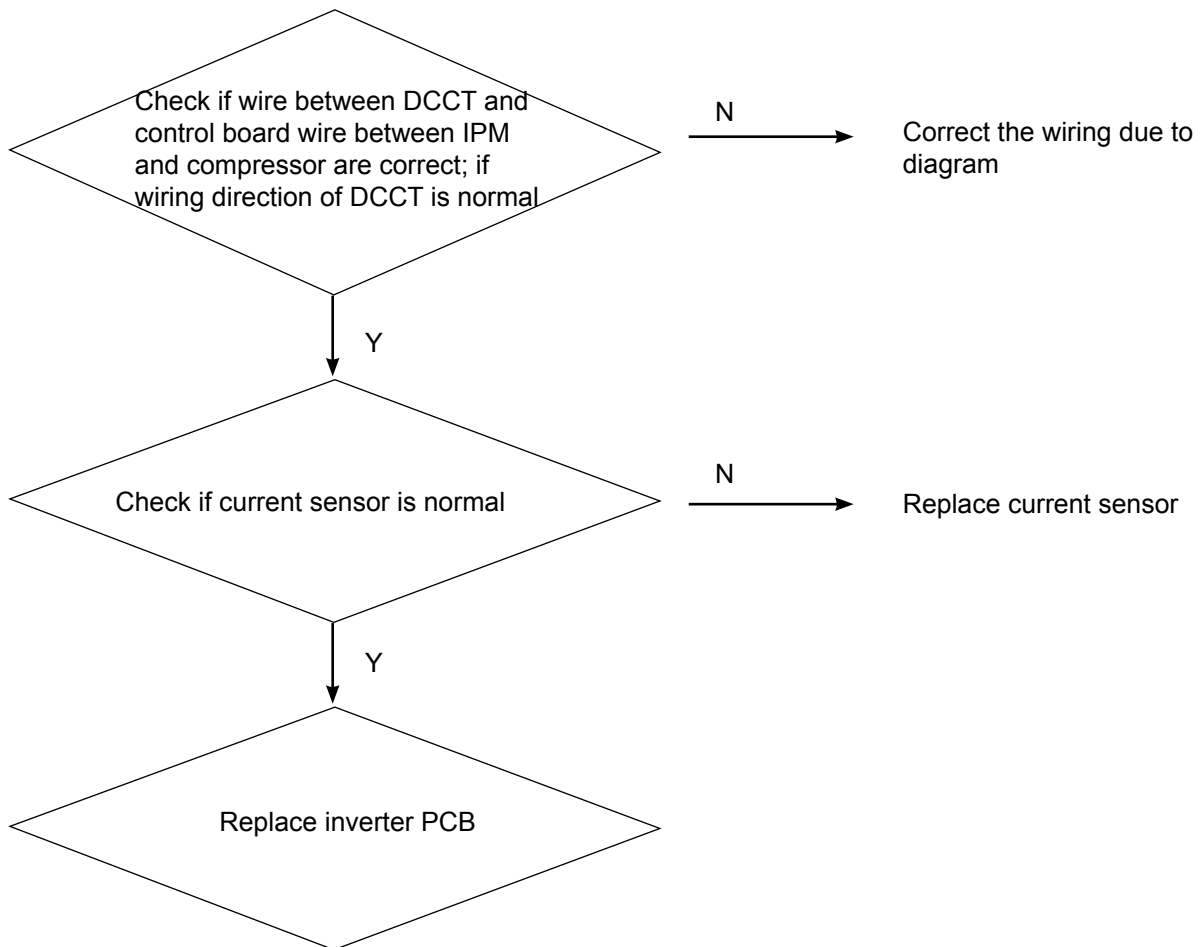 Check if wire between DCCT and
control board wire between IPM
and compressor are correct; if
wiring direction of DCCT is normal
N
Correct the wiring due to
diagram
Y
Check if current sensor is normal
N
Replace current sensor
Y
Replace inverter PCB